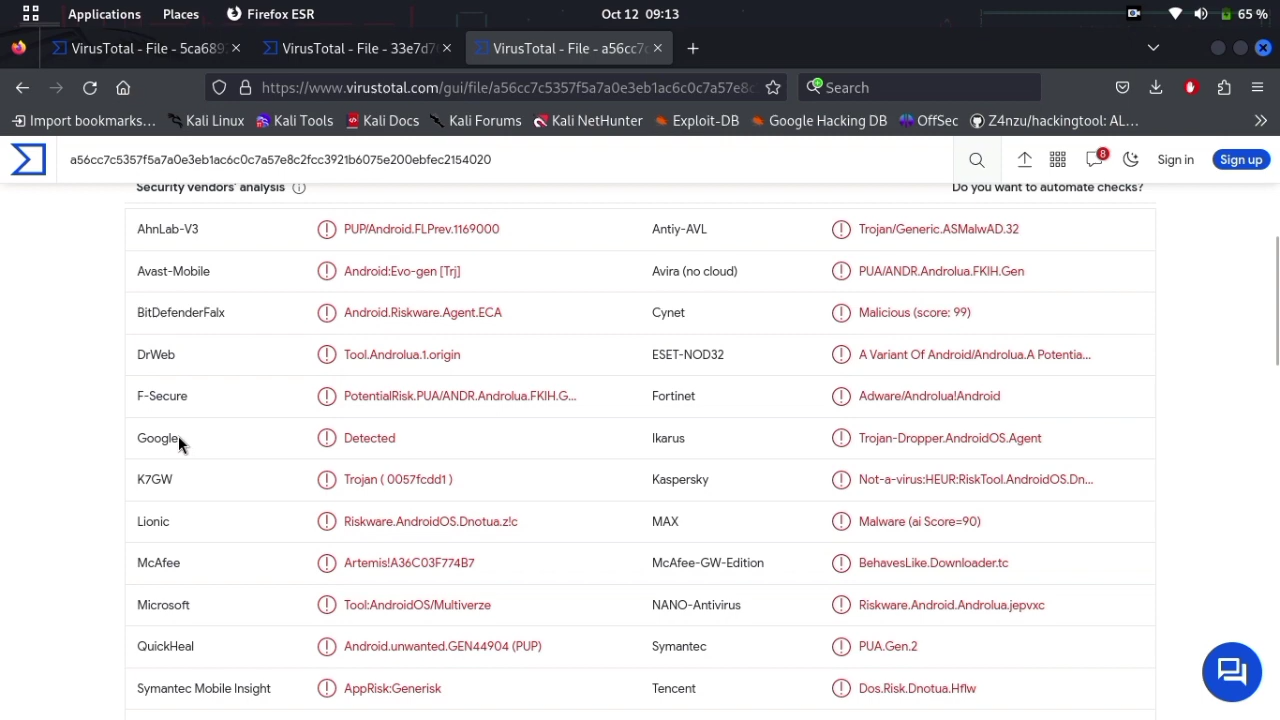 Applications Places Firefox ESR Oct 12 09:13 65 %
VirusTotal - File - 5ca689 VirusTotal - File - 33e7d7 VirusTotal - File - a56cc7c
https://www.virustotal.com/gui/file/a56cc7c5357f5a7a0e3eb1ac6c0c7a57e8c Search
Import bookmarks... Kali Linux Kali Tools Kali Docs Kali Forums Kali NetHunter Exploit-DB Google Hacking DB OffSec Z4nzu/hackingtool: AL...
a56cc7c5357f5a7a0e3eb1ac6c0c7a57e8c2fcc3921b6075e200ebfec2154020 8 Sign in Sign up
Security vendors' analysis Do you want to automate checks?
AhnLab-V3 PUP/Android.FLPrev.1169000 Antiy-AVL Trojan/Generic.ASMalwAD.32
Avast-Mobile Android:Evo-gen [Trj] Avira (no cloud) PUA/ANDR.Androlua.FKIH.Gen
BitDefenderFalx Android.Riskware.Agent.ECA Cynet Malicious (score: 99)
DrWeb Tool.Androlua.1.origin ESET-NOD32 A Variant Of Android/Androlua.A Potentia...
F-Secure PotentialRisk.PUA/ANDR.Androlua.FKIH.G... Fortinet Adware/Androlua!Android
Google Detected Ikarus Trojan-Dropper.AndroidOS.Agent
K7GW Trojan ( 0057fcdd1 ) Kaspersky Not-a-virus:HEUR:RiskTool.AndroidOS.Dn...
Lionic Riskware.AndroidOS.Dnotua.z!c MAX Malware (ai Score=90)
McAfee Artemis!A36C03F774B7 McAfee-GW-Edition BehavesLike.Downloader.tc
Microsoft Tool:AndroidOS/Multiverze NANO-Antivirus Riskware.Android.Androlua.jepvxc
QuickHeal Android.unwanted.GEN44904 (PUP) Symantec PUA.Gen.2
Symantec Mobile Insight AppRisk:Generisk Tencent Dos.Risk.Dnotua.Hflw